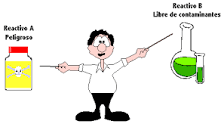 Reactivo A
Peligroso
Reactivo B
Libre de contaminantes